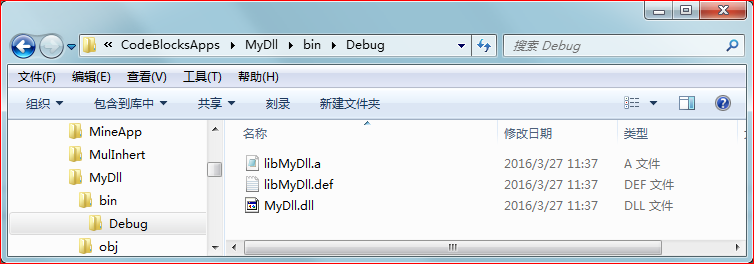 « CodeBlocksApps ▸ MyDll ▸ bin ▸ Debug 搜索 Debug
文件(F) 编辑(E) 查看(V) 工具(T) 帮助(H)
组织 包含到库中 共享 刻录 新建文件夹
MineApp
MulInhert
MyDll
bin
Debug
obj
名称 修改日期 类型 大
libMyDll.a 2016/3/27 11:37 A 文件
libMyDll.def 2016/3/27 11:37 DEF 文件
MyDll.dll 2016/3/27 11:37 DLL 文件